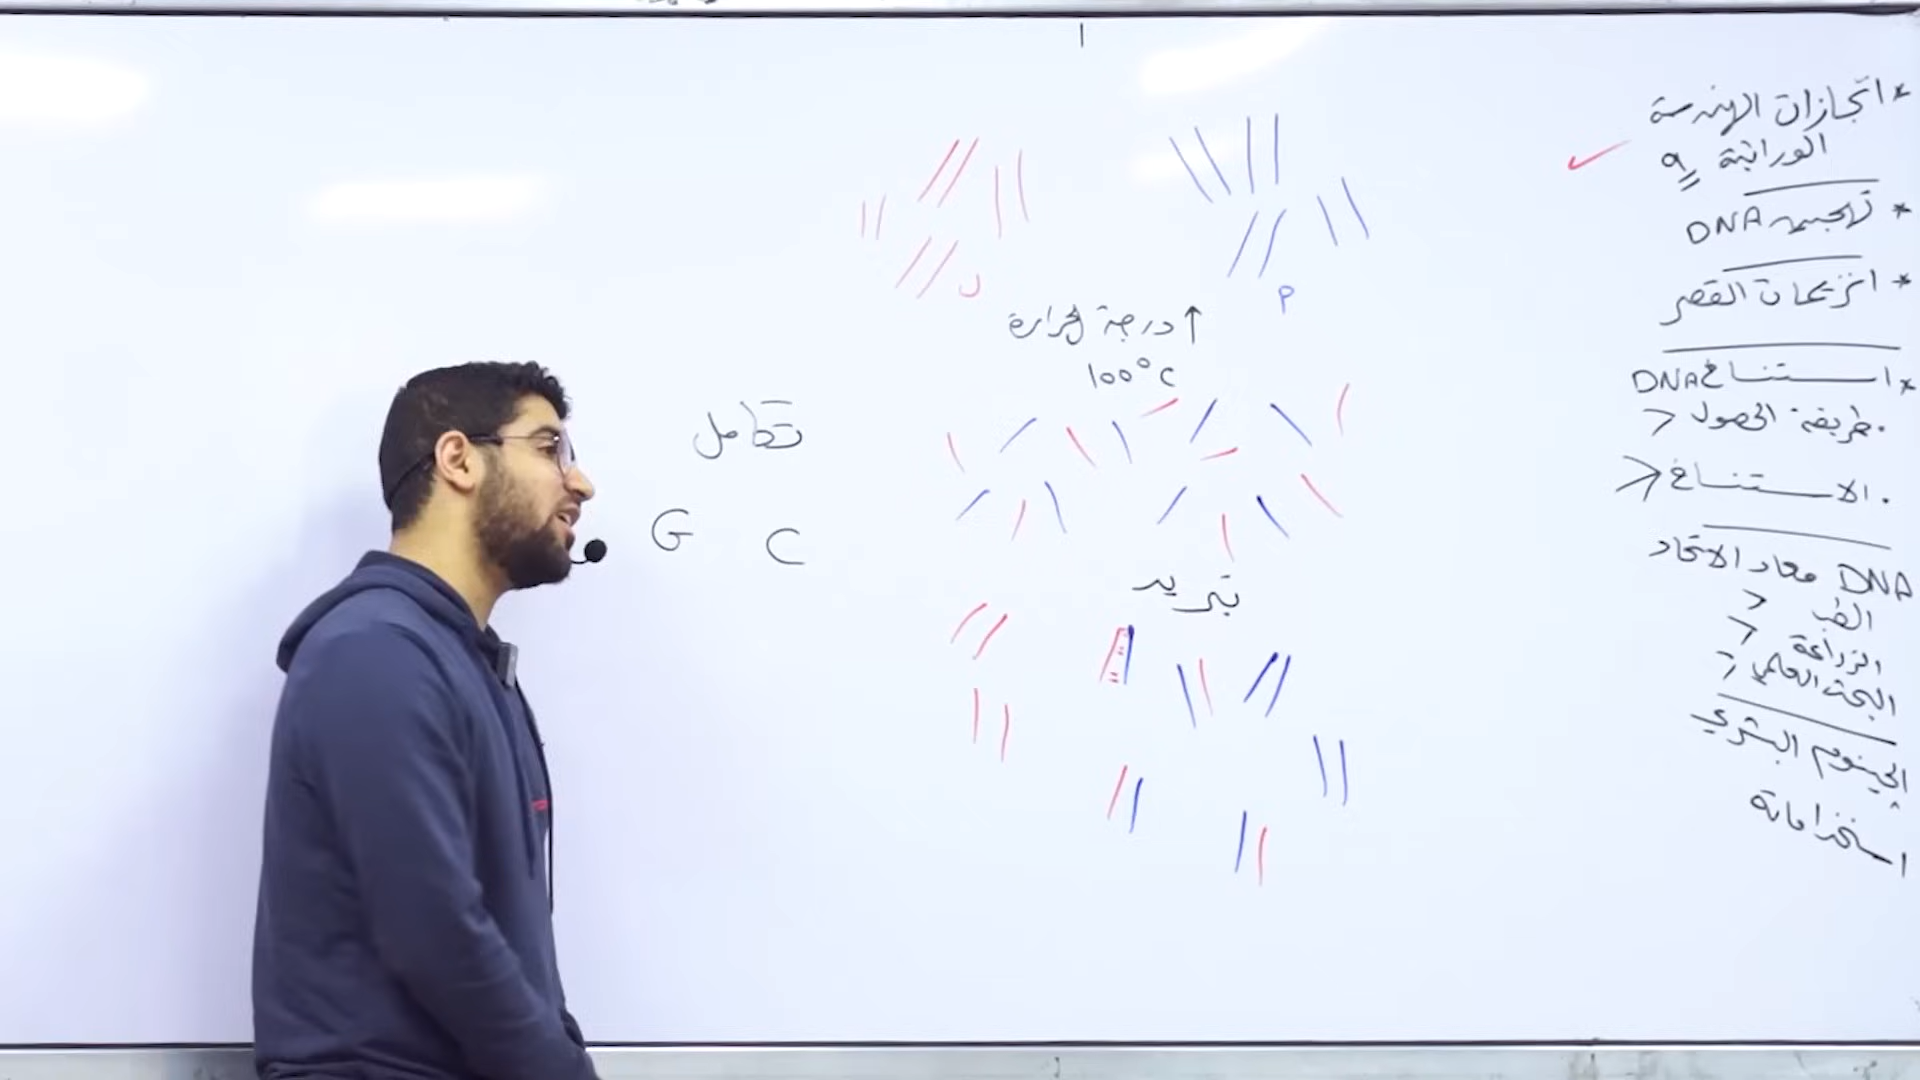 * انجازات الهندسة
الوراثية
* تهجين DNA
* انزيمات القصر
* استنساخ DNA
. طريقة الحصول >
. الاستنساخ >
DNA معاد الاتحاد
الطب >
الزراعة >
البحث العلمي >
الجينوم البشري
استخداماته
ل
P
↑ درجة الحرارة
100°C
تكامل
G C
تبريد